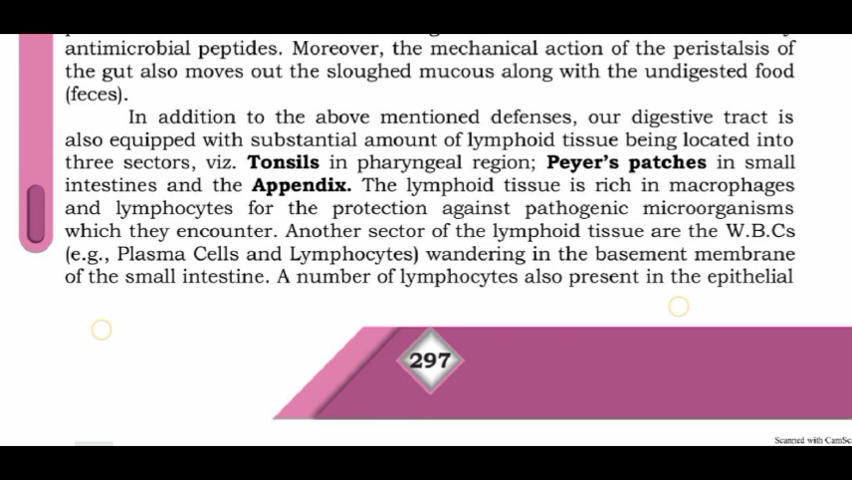 antimicrobial peptides. Moreover, the mechanical action of the peristalsis of
the gut also moves out the sloughed mucous along with the undigested food
(feces).
In addition to the above mentioned defenses, our digestive tract is
also equipped with substantial amount of lymphoid tissue being located into
three sectors, viz. Tonsils in pharyngeal region; Peyer's patches in small
intestines and the Appendix. The lymphoid tissue is rich in macrophages
and lymphocytes for the protection against pathogenic microorganisms
which they encounter. Another sector of the lymphoid tissue are the W.B.Cs
(e.g., Plasma Cells and Lymphocytes) wandering in the basement membrane
of the small intestine. A number of lymphocytes also present in the epithelial
297
Scanned with CamSc